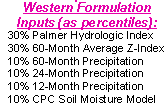 Western Formulation
Inputs (as percentiles):
30% Palmer Hydrologic Index
30% 60-Month Average Z-Index
10% 60-Month Precipitation
10% 24-Month Precipitation
10% 12-Month Precipitation
10% CPC Soil Moisture Model